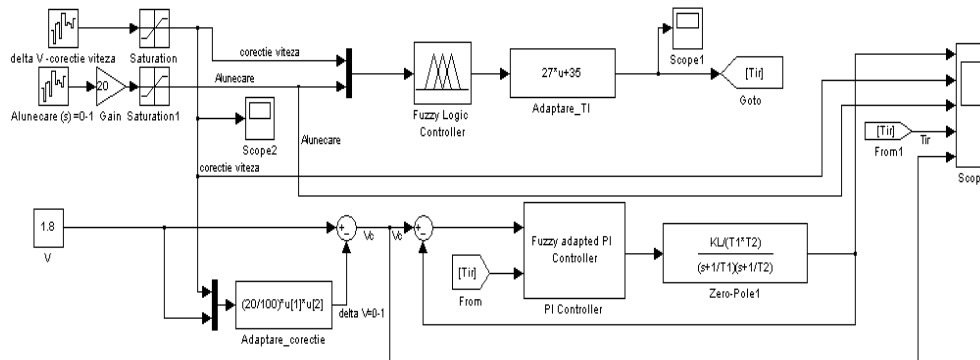 delta V -corectie viteza
Saturation
corectie viteza
Alunecare
20
Alunecare (s)=0-1
Gain
Saturation1
Scope2
Alunecare
corectie viteza
Fuzzy Logic
Controller
27*u+35
Adaptare_TI
Scope1
[Tir]
Goto
[Tir]
From1
Tir
Scop
1.8
V
+
-
Vc
Vc
+
-
[Tir]
From
Fuzzy adapted PI
Controller
PI Controller
KL/(T1*T2)
(s+1/T1)(s+1/T2)
Zero-Pole1
(20/100)*u[1]*u[2]
Adaptare_corectie
delta V=0-1